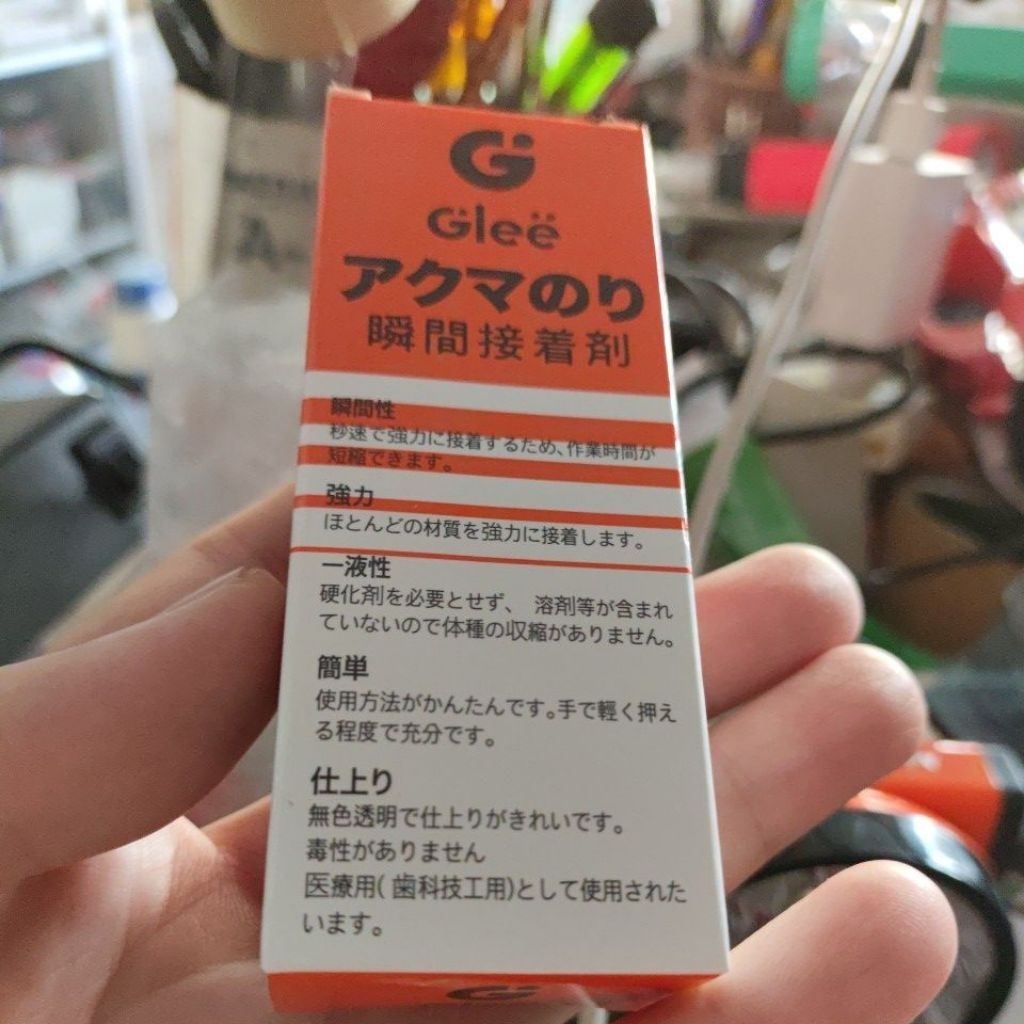 Gleë
アクマのり
瞬間接着剤
瞬間性
秒速で強力に接着するため、作業時間が
短縮できます。
強力
ほとんどの材質を強力に接着します。
一液性
硬化剤を必要とせず、 溶剤等が含まれ
ていないので体種の収縮がありません。
簡単
使用方法がかんたんです。手で輕く押え
る程度で充分です。
仕上り
無色透明で仕上りがきれいです。
毒性がありません
医療用( 歯科技工用)として使用された
います。